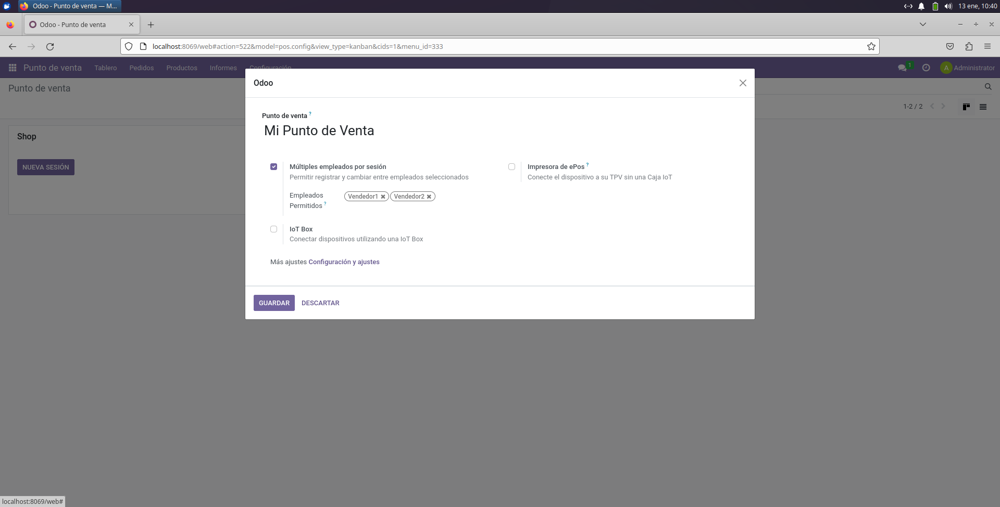 Odoo - Punto de venta — M...
13 ene, 10:40
Odoo - Punto de venta
localhost:8069/web#action=522&model=pos.config&view_type=kanban&cids=1&menu_id=333
Punto de venta Tablero Pedidos Productos Informes Configuración
1 A Administrator
Punto de venta
1-2 / 2
Shop
NUEVA SESIÓN
Odoo
Punto de venta ?
Mi Punto de Venta
Múltiples empleados por sesión
Permitir registrar y cambiar entre empleados seleccionados
Empleados
Permitidos ?
Vendedor1 Vendedor2
Impresora de ePos ?
Conecte el dispositivo a su TPV sin una Caja IoT
IoT Box
Conectar dispositivos utilizando una IoT Box
Más ajustes Configuración y ajustes
GUARDAR DESCARTAR
localhost:8069/web#